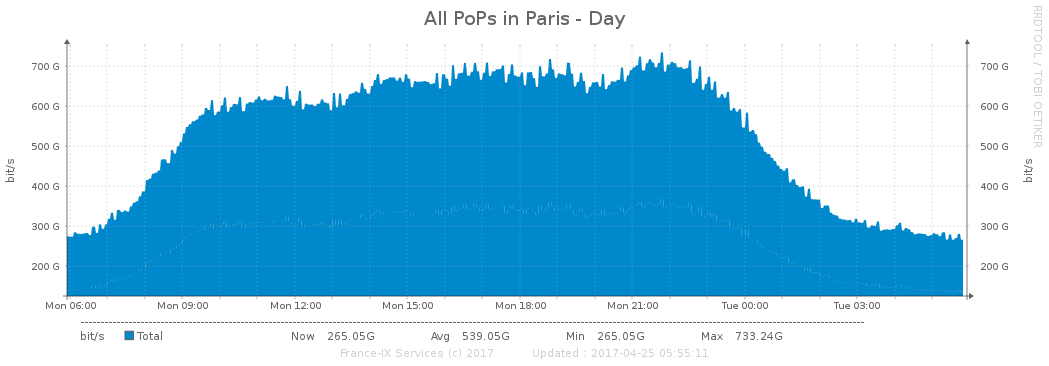 All PoPs in Paris - Day
RRDTOOL / TOBI OETIKER
bit/s
700 G
600 G
500 G
400 G
300 G
200 G
700 G
600 G
500 G
400 G
300 G
200 G
bit/s
Mon 06:00 Mon 09:00 Mon 12:00 Mon 15:00 Mon 18:00 Mon 21:00 Tue 00:00 Tue 03:00
bit/s Total Now 265.05G Avg 539.05G Min 265.05G Max 733.24G
France-IX Services (c) 2017 Updated : 2017-04-25 05:55:11